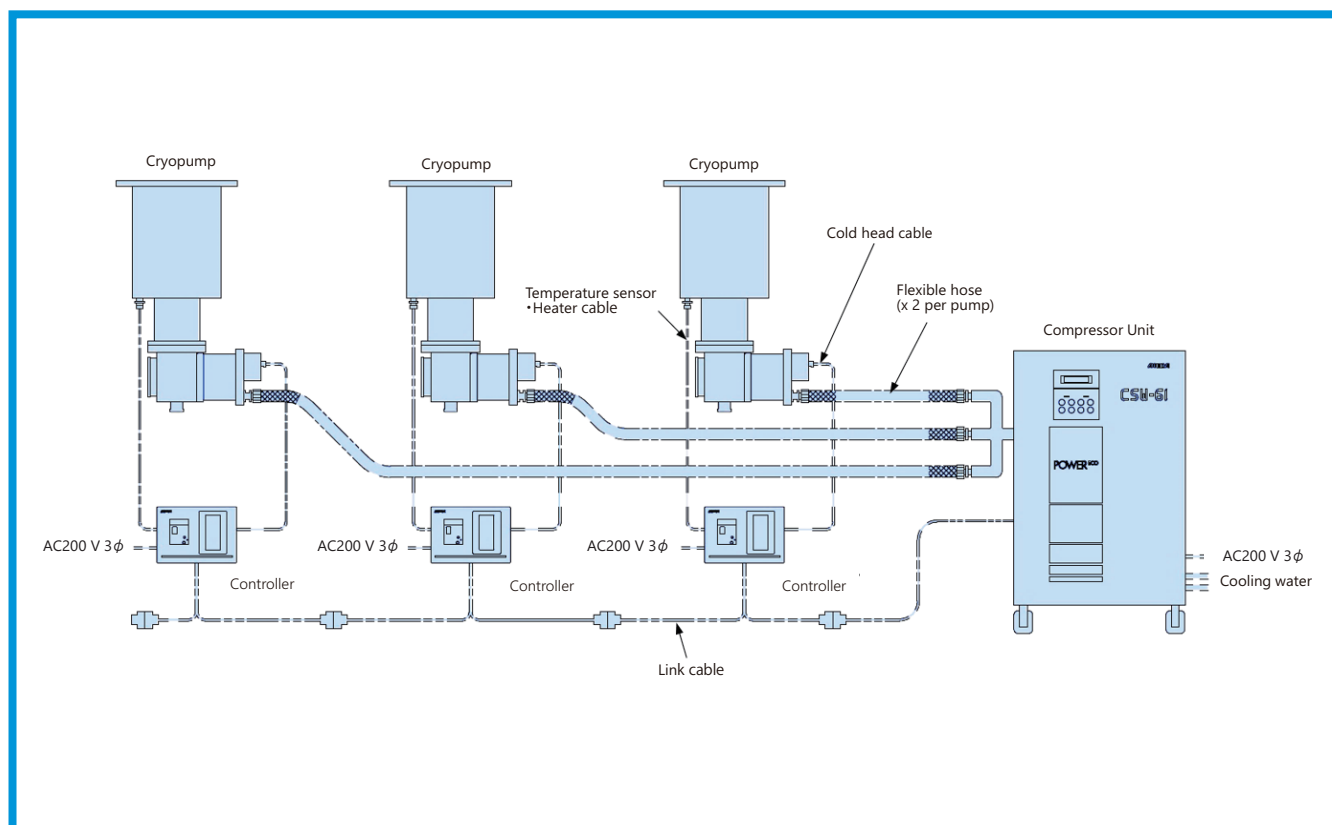 Cryopump
Cryopump
Cryopump
Cold head cable
Temperature sensor
・Heater cable
Flexible hose
(x 2 per pump)
Compressor Unit
CSW-61
POWER ECO
AC200 V 3ϕ
AC200 V 3ϕ
AC200 V 3ϕ
AC200 V 3ϕ
Cooling water
Controller
Controller
Controller
Link cable